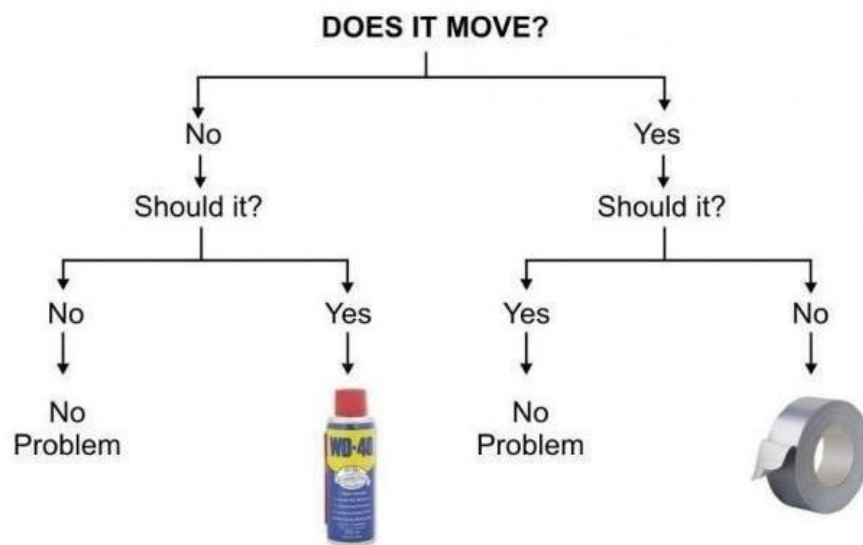 DOES IT MOVE?
No
Yes
Should it?
Should it?
No
Yes
Yes
No
No
Problem
No
Problem
WD-40